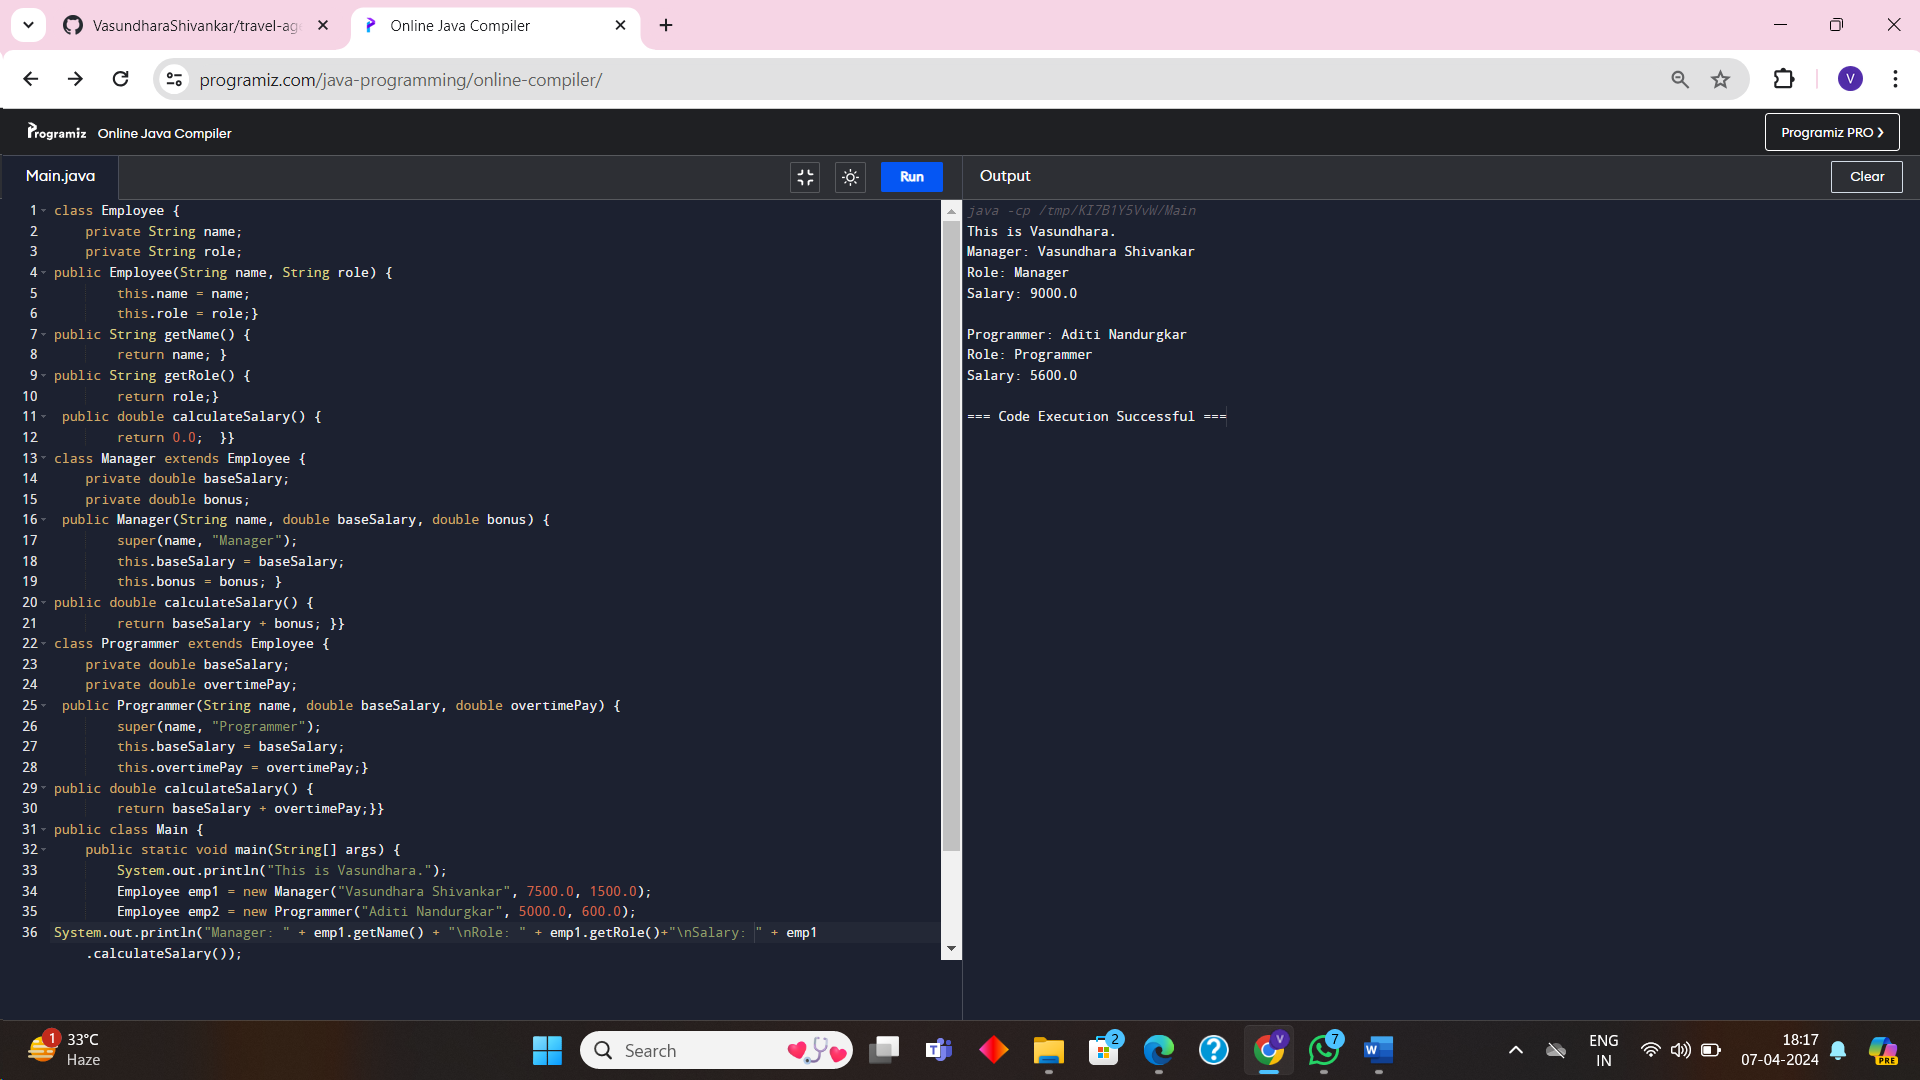 VasundharaShivankar/travel-age
Online Java Compiler
programiz.com/java-programming/online-compiler/
V
Programiz Online Java Compiler
Programiz PRO
Main.java
Run
Output
Clear
1 class Employee {
2 private String name;
3 private String role;
4 public Employee(String name, String role) {
5 this.name = name;
6 this.role = role;}
7 public String getName() {
8 return name; }
9 public String getRole() {
10 return role;}
11 public double calculateSalary() {
12 return 0.0;  }}
13 class Manager extends Employee {
14 private double baseSalary;
15 private double bonus;
16 public Manager(String name, double baseSalary, double bonus) {
17 super(name, "Manager");
18 this.baseSalary = baseSalary;
19 this.bonus = bonus; }
20 public double calculateSalary() {
21 return baseSalary + bonus; }}
22 class Programmer extends Employee {
23 private double baseSalary;
24 private double overtimePay;
25 public Programmer(String name, double baseSalary, double overtimePay) {
26 super(name, "Programmer");
27 this.baseSalary = baseSalary;
28 this.overtimePay = overtimePay;}
29 public double calculateSalary() {
30 return baseSalary + overtimePay;}}
31 public class Main {
32 public static void main(String[] args) {
33 System.out.println("This is Vasundhara.");
34 Employee emp1 = new Manager("Vasundhara Shivankar", 7500.0, 1500.0);
35 Employee emp2 = new Programmer("Aditi Nandurgkar", 5000.0, 600.0);
36 System.out.println("Manager: " + emp1.getName() + "\nRole: " + emp1.getRole()+"\nSalary: " + emp1
.calculateSalary());
java -cp /tmp/KI7B1Y5VvW/Main
This is Vasundhara.
Manager: Vasundhara Shivankar
Role: Manager
Salary: 9000.0
Programmer: Aditi Nandurgkar
Role: Programmer
Salary: 5600.0
=== Code Execution Successful ===
1
33°C
Haze
Search
2
V
7
ENG
IN
18:17
07-04-2024
PRE